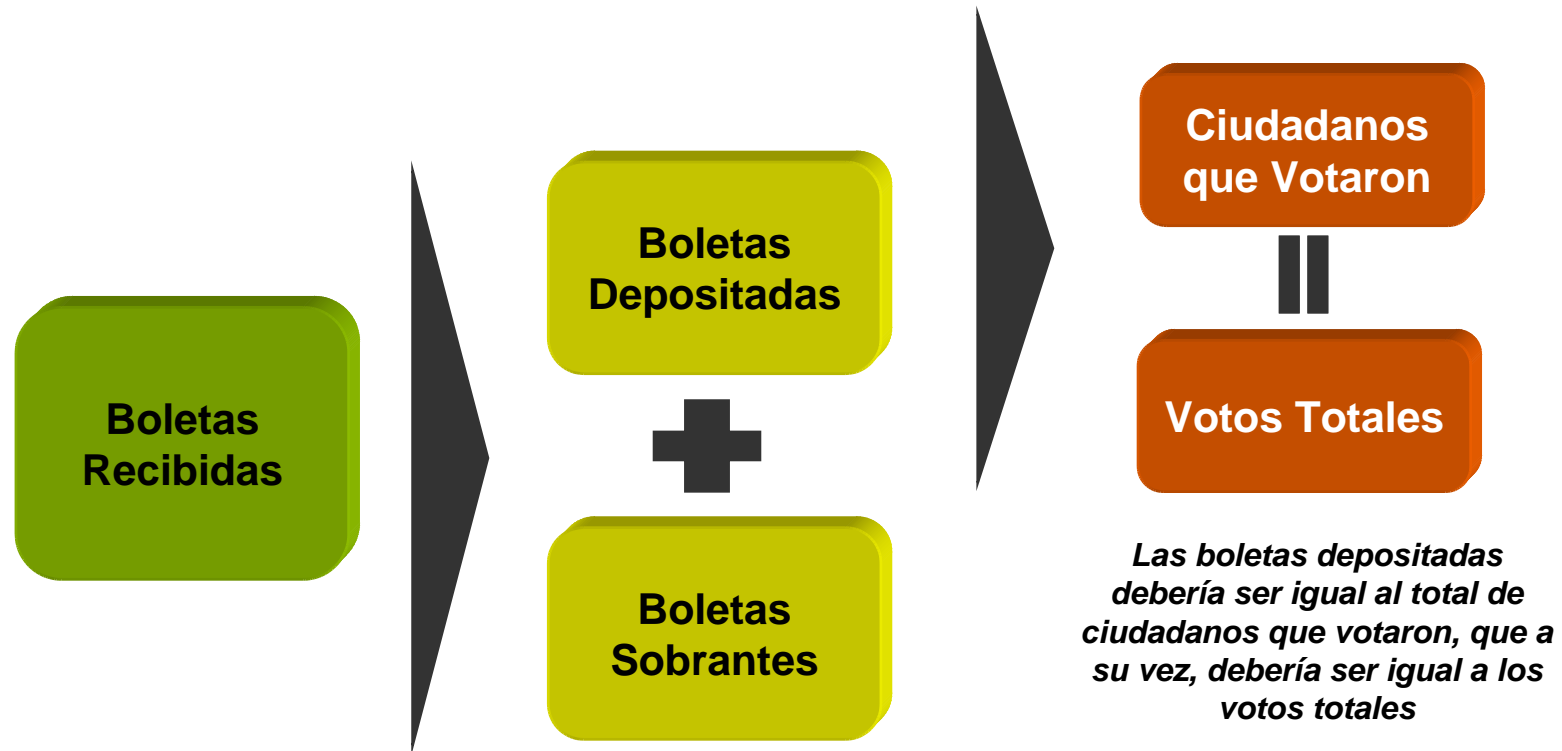 Boletas
Recibidas
Boletas
Depositadas
Boletas
Sobrantes
Ciudadanos
que Votaron
Votos Totales
Las boletas depositadas
debería ser igual al total de
ciudadanos que votaron, que a
su vez, debería ser igual a los
votos totales